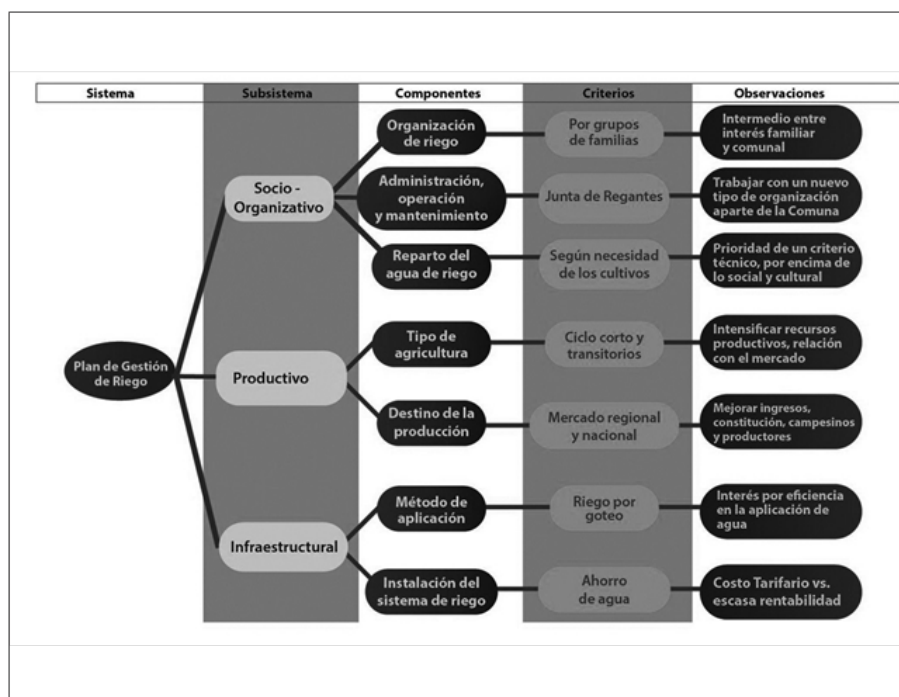 Sistema
Subsistema
Componentes
Criterios
Observaciones
Plan de Gestión
de Riego
Socio -
Organizativo
Organización
de riego
Por grupos
de familias
Intermedio entre
interés familiar
y comunal
Administración,
operación
y mantenimiento
Junta de Regantes
Trabajar con un nuevo
tipo de organización
aparte de la Comuna
Reparto del
agua de riego
Según necesidad
de los cultivos
Prioridad de un criterio
técnico, por encima de
lo social y cultural
Productivo
Tipo de
agricultura
Ciclo corto y
transitorios
Intensificar recursos
productivos, relación
con el mercado
Destino de la
producción
Mercado regional
y nacional
Mejorar ingresos,
constitución, campesinos
y productores
Infraestructural
Método de
aplicación
Riego por
goteo
Interés por eficiencia
en la aplicación de
agua
Instalación del
sistema de riego
Ahorro
de agua
Costo Tarifario vs.
escasa rentabilidad